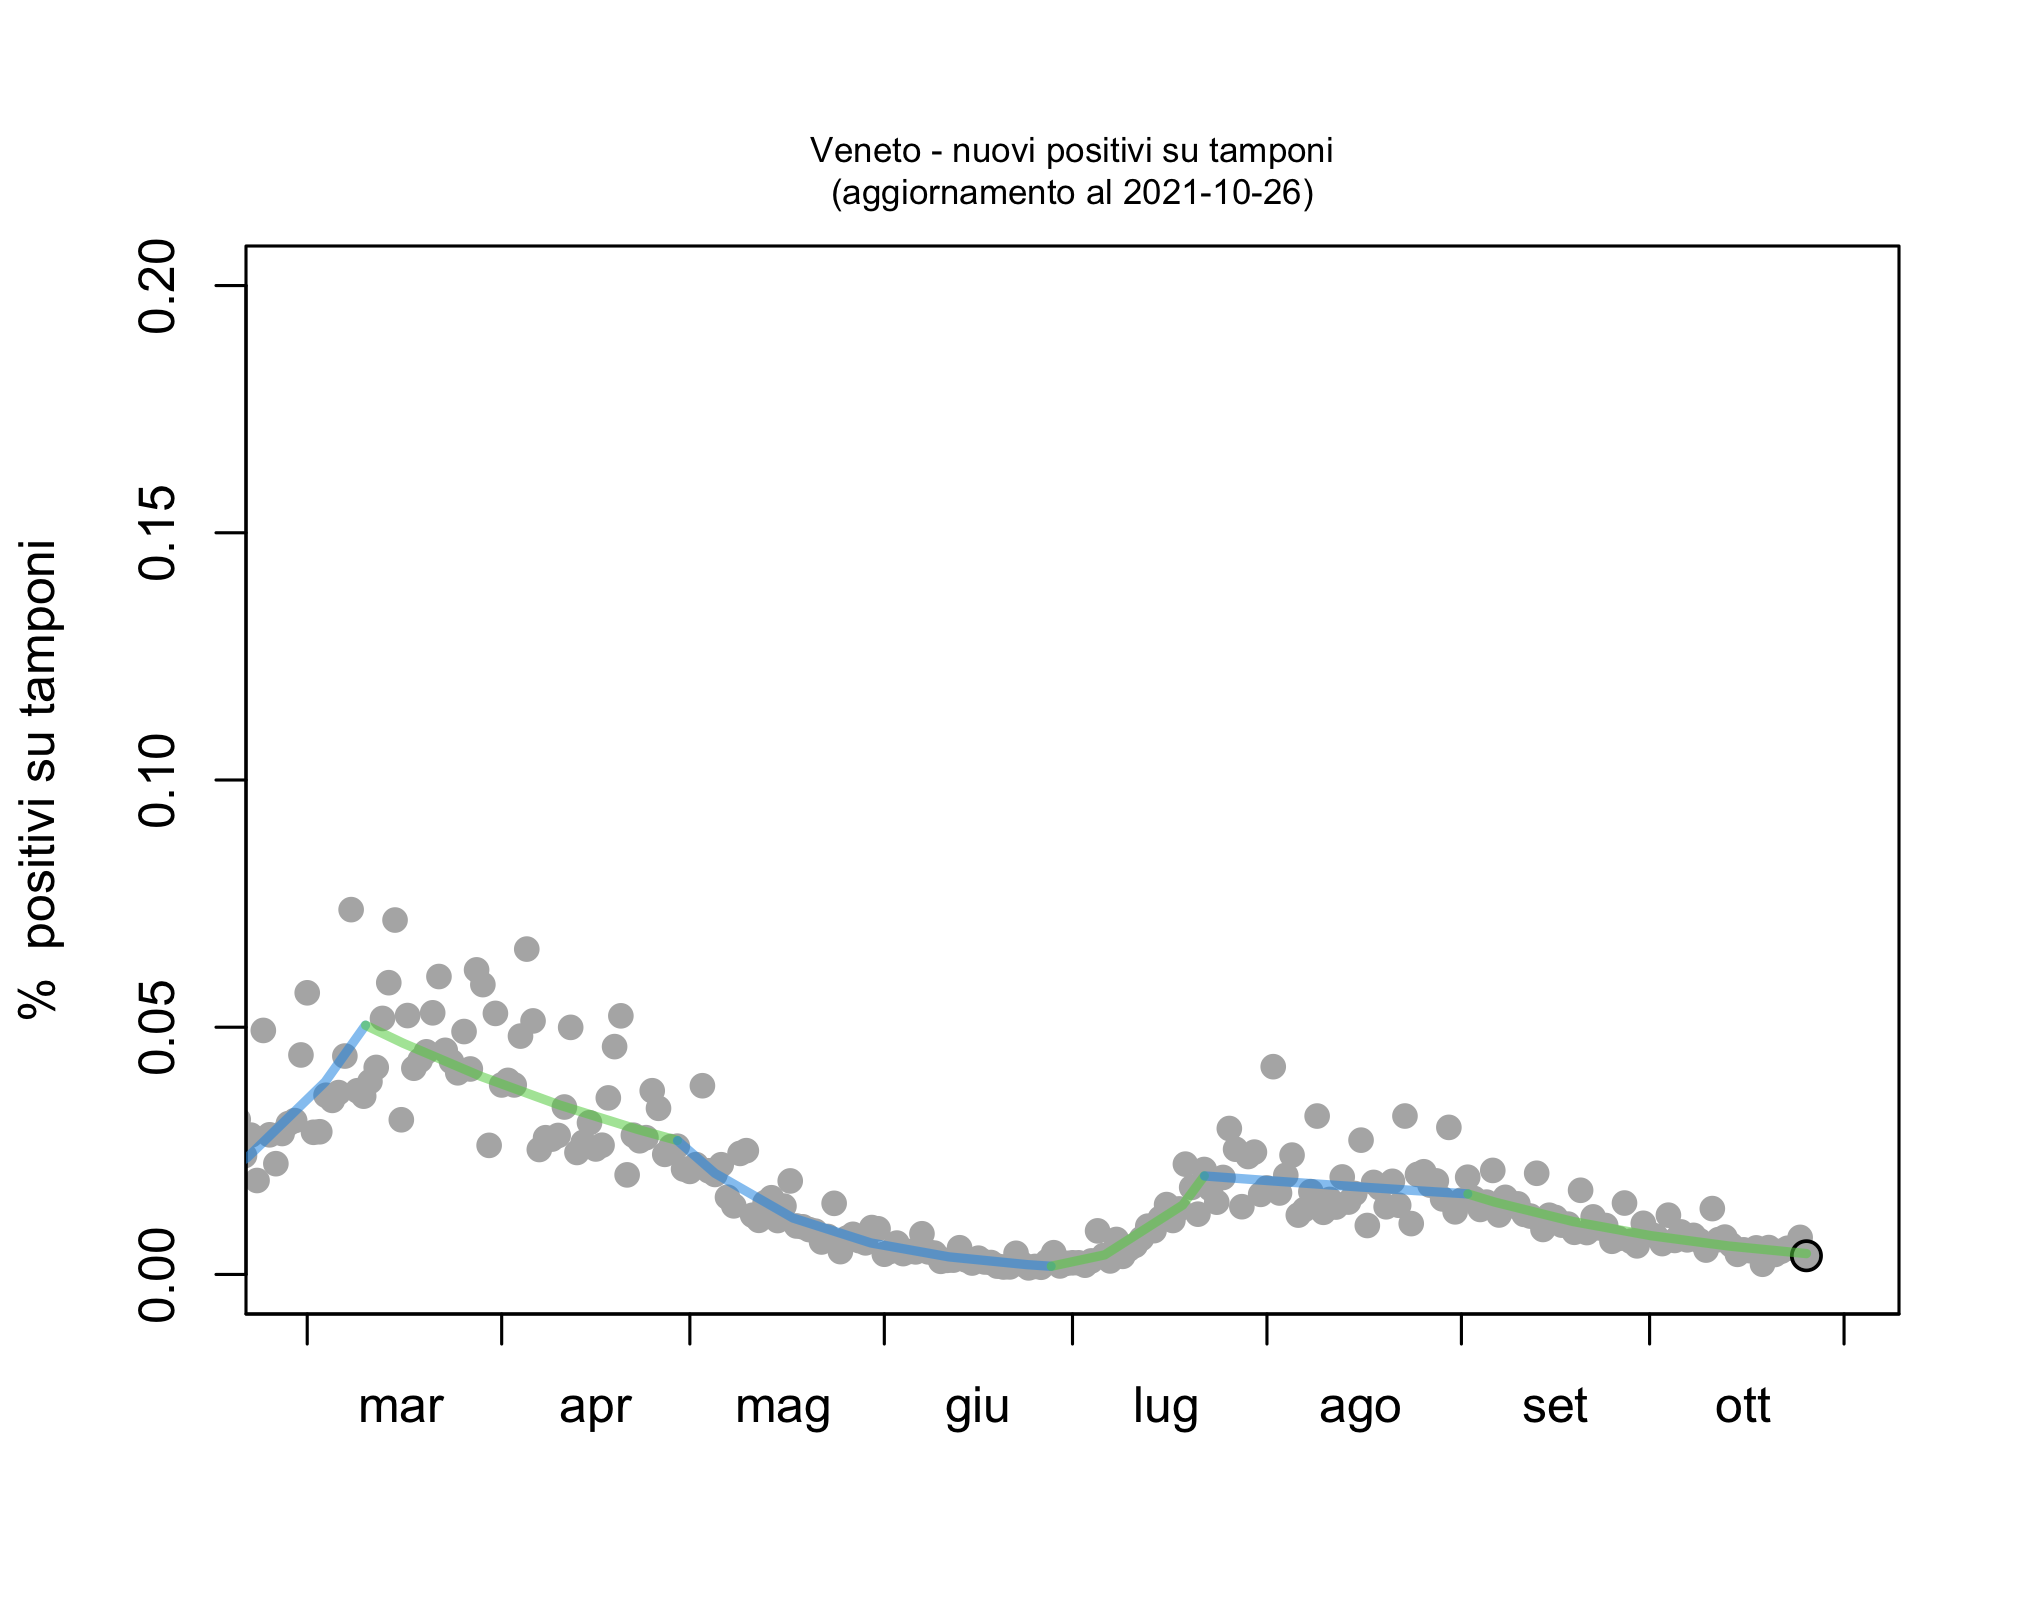 Veneto - nuovi positivi su tamponi
(aggiornamento al 2021-10-26)
% positivi su tamponi
0.20
0.15
0.10
0.05
0.00
mar apr mag giu lug ago set ott